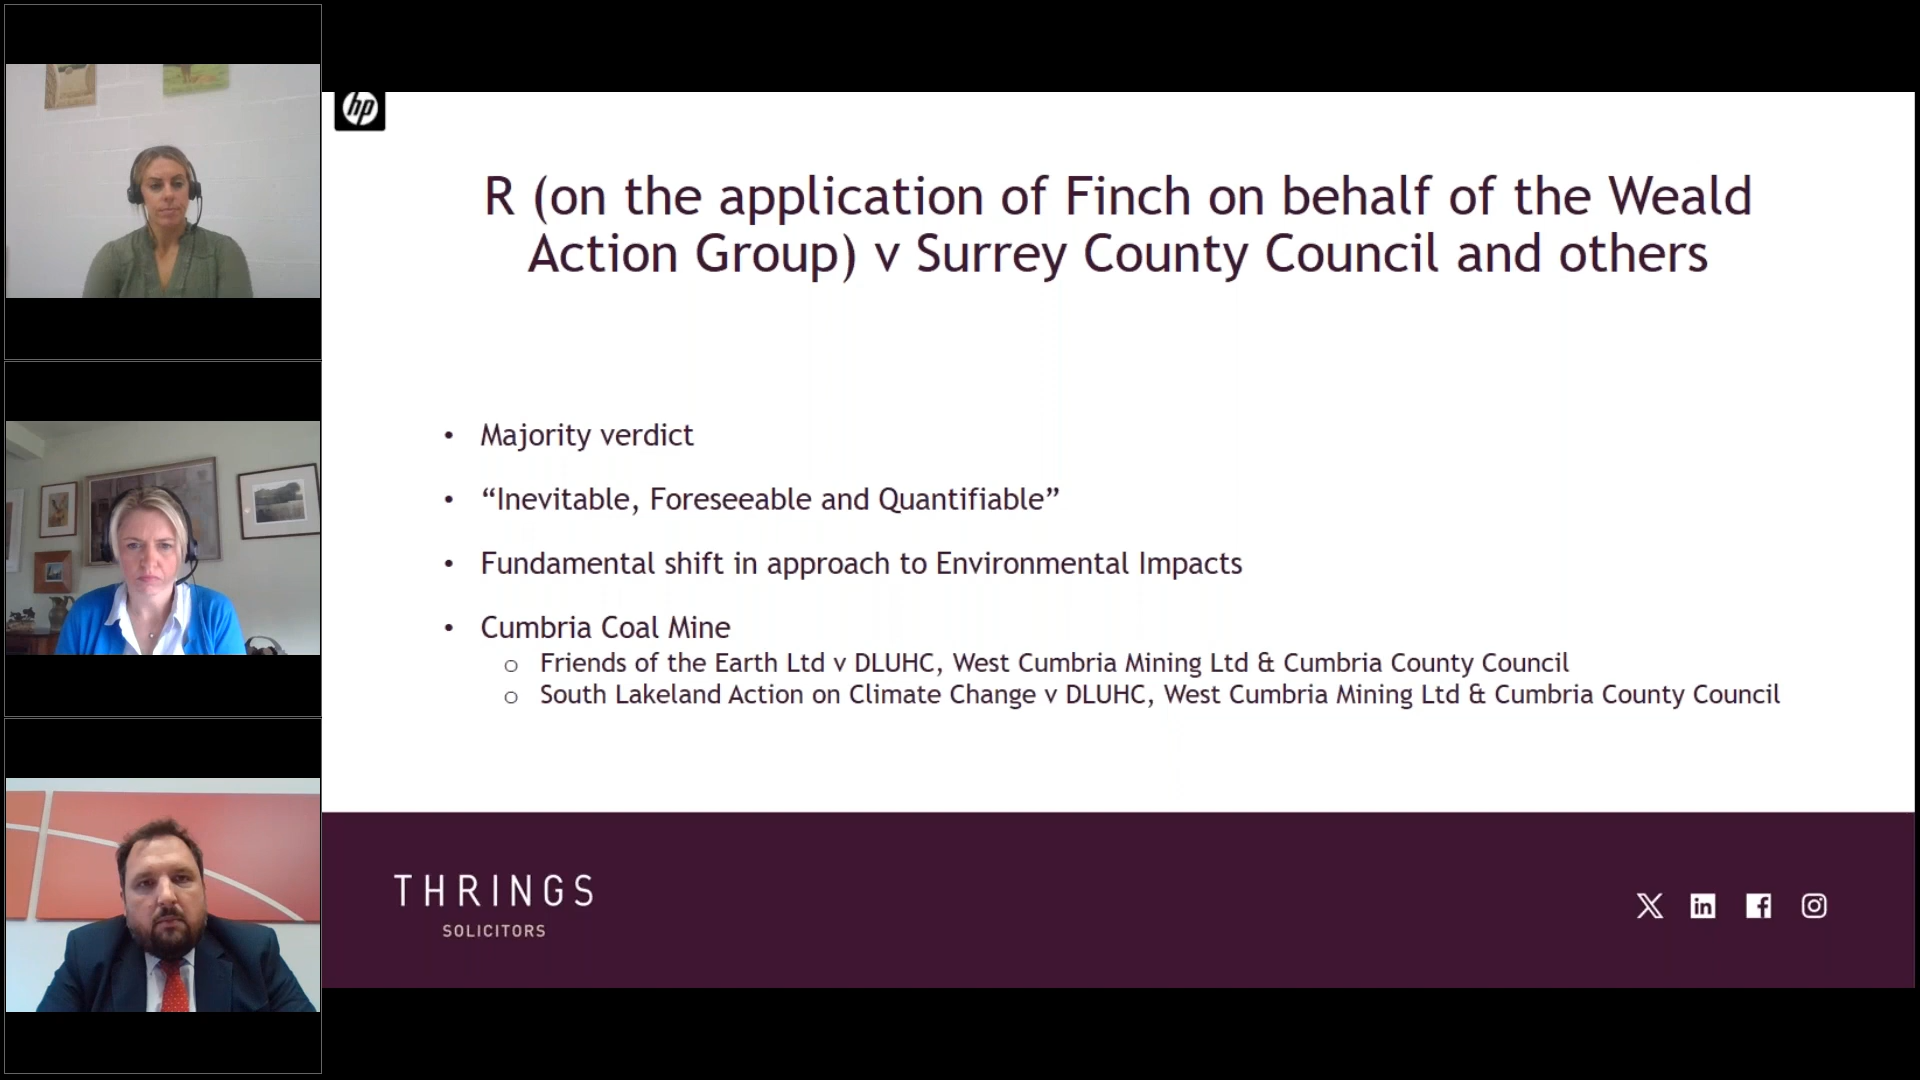 hp
R (on the application of Finch on behalf of the Weald
Action Group) v Surrey County Council and others
• Majority verdict
• “Inevitable, Foreseeable and Quantifiable”
• Fundamental shift in approach to Environmental Impacts
• Cumbria Coal Mine
o Friends of the Earth Ltd v DLUHC, West Cumbria Mining Ltd & Cumbria County Council
o South Lakeland Action on Climate Change v DLUHC, West Cumbria Mining Ltd & Cumbria County Council
THRINGS
SOLICITORS